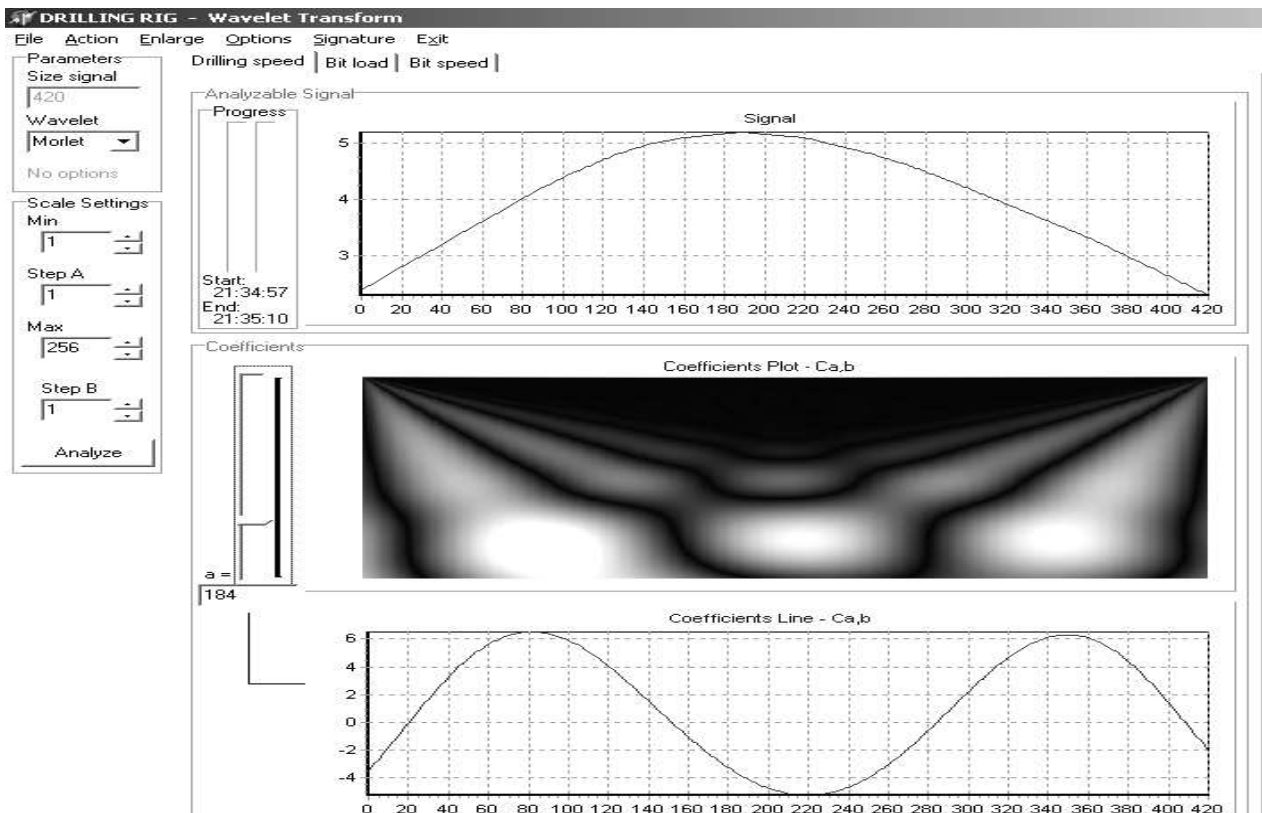 DRILLING RIG - Wavelet Transform
File Action Enlarge Options Signature Exit
Parameters
Size signal
420
Wavelet
Morlet
No options
Scale Settings
Min
1
Step A
1
Max
256
Step B
1
Analyze
Drilling speed Bit load Bit speed
Analyzable Signal
Progress
Start:
21:34:57
End:
21:35:10
Signal
5
4
3
0 20 40 60 80 100 120 140 160 180 200 220 240 260 280 300 320 340 360 380 400 420
Coefficients
a =
184
Coefficients Plot - Ca,b
Coefficients Line - Ca,b
6
4
2
0
-2
-4
0 20 40 60 80 100 120 140 160 180 200 220 240 260 280 300 320 340 360 380 400 420